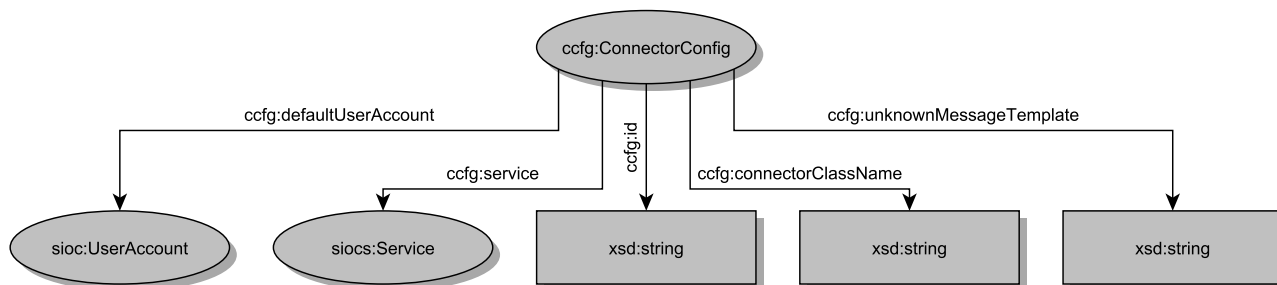 ccfg:ConnectorConfig
ccfg:defaultUserAccount
ccfg:unknownMessageTemplate
ccfg:id
ccfg:service
ccfg:connectorClassName
sioc:UserAccount
siocs:Service
xsd:string
xsd:string
xsd:string